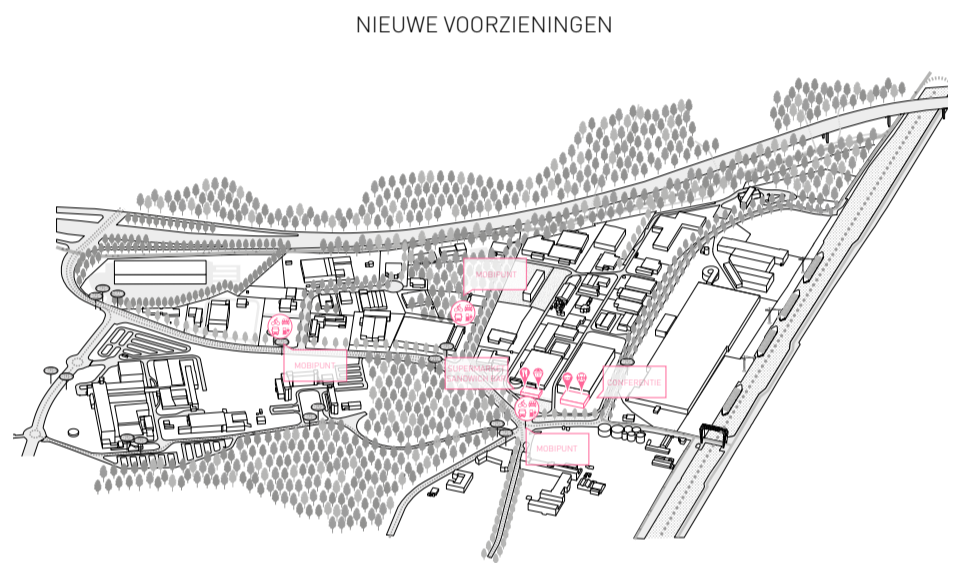 NIEUWE VOORZIENINGEN
MOBIPUNT
MOBIPUNT
SUPERMARKT
SANDWICH BAR
CONFERENTIE
MOBIPUNT